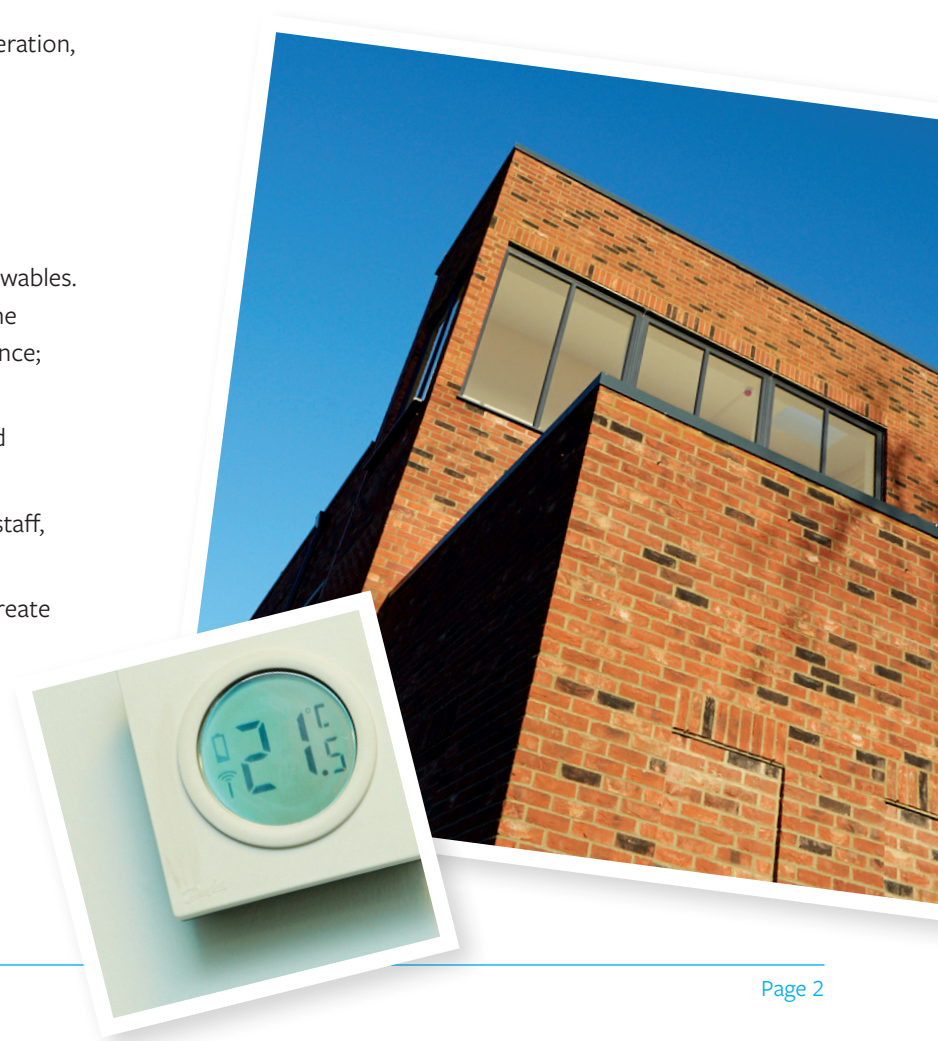 eration,
wables.
ne
nce;
d
staff,
reate
21.5°C
Page 2